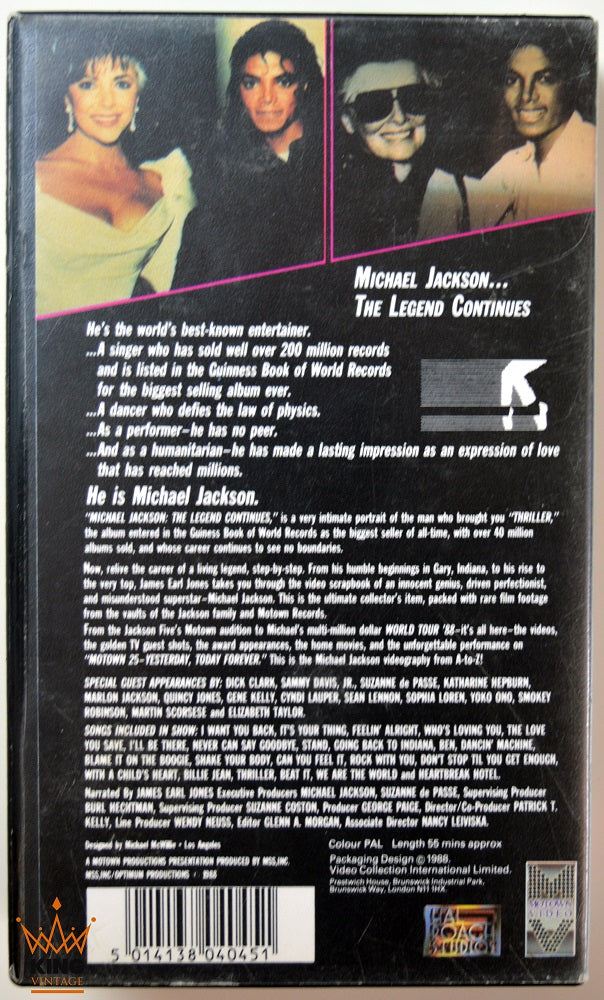 MICHAEL JACKSON...
THE LEGEND CONTINUES
He's the world's best-known entertainer.
...A singer who has sold well over 200 million records
and is listed in the Guinness Book of World Records
for the biggest selling album ever.
...A dancer who defies the law of physics.
...As a performer–he has no peer.
...And as a humanitarian–he has made a lasting impression as an expression of love
that has reached millions.
He is Michael Jackson.
"MICHAEL JACKSON: THE LEGEND CONTINUES," is a very intimate portrait of the man who brought you "THRILLER,"
the album entered in the Guiness Book of World Records as the biggest seller of all-time, with over 40 million
albums sold, and whose career continues to see no boundaries.
Now, relive the career of a living legend, step-by-step. From his humble beginnings in Gary, Indiana, to his rise to
the very top, James Earl Jones takes you through the video scrapbook of an innocent genius, driven perfectionist,
and misunderstood superstar–Michael Jackson. This is the ultimate collector's item, packed with rare film footage
from the vaults of the Jackson family and Motown Records.
From the Jackson Five's Motown audition to Michael's multi-million dollar WORLD TOUR '88–it's all here–the videos,
the golden TV guest shots, the award appearances, the home movies, and the unforgettable performance on
"MOTOWN 25–YESTERDAY, TODAY FOREVER." This is the Michael Jackson videography from A-to-Z!
SPECIAL GUEST APPEARANCES BY: DICK CLARK, SAMMY DAVIS, JR., SUZANNE de PASSE, KATHARINE HEPBURN,
MARLON JACKSON, QUINCY JONES, GENE KELLY, CYNDI LAUPER, SEAN LENNON, SOPHIA LOREN, YOKO ONO, SMOKEY
ROBINSON, MARTIN SCORSESE and ELIZABETH TAYLOR.
SONGS INCLUDED IN SHOW: I WANT YOU BACK, IT'S YOUR THING, FEELIN' ALRIGHT, WHO'S LOVING YOU, THE LOVE
YOU SAVE, I'LL BE THERE, NEVER CAN SAY GOODBYE, STAND, GOING BACK TO INDIANA, BEN, DANCIN' MACHINE,
BLAME IT ON THE BOOGIE, SHAKE YOUR BODY, CAN YOU FEEL IT, ROCK WITH YOU, DON'T STOP TIL YOU GET ENOUGH,
WITH A CHILD'S HEART, BILLIE JEAN, THRILLER, BEAT IT, WE ARE THE WORLD and HEARTBREAK HOTEL.
Narrated By JAMES EARL JONES Executive Producers MICHAEL JACKSON, SUZANNE de PASSE, Supervising Producer
BURL HECHTMAN, Supervising Producer SUZANNE COSTON, Producer GEORGE PAIGE, Director/Co-Producer PATRICK T.
KELLY, Line Producer WENDY NEUSS, Editor GLENN A. MORGAN, Associate Director NANCY LEIVISKA.
Designed by Michael McWillie • Los Angeles
A MOTOWN PRODUCTIONS PRESENTATION PRODUCED BY MSS,INC.
MSS,INC/OPTIMUM PRODUCTIONS · 1988
Colour PAL Length 55 mins approx
Packaging Design © 1988.
Video Collection International Limited.
Prestwich House, Brunswick Industrial Park,
Brunswick Way, London N11 1HX.
MOTOWN
VIDEO
HAL
ROACH
STUDIOS
5 014138 040451
VINTAGE